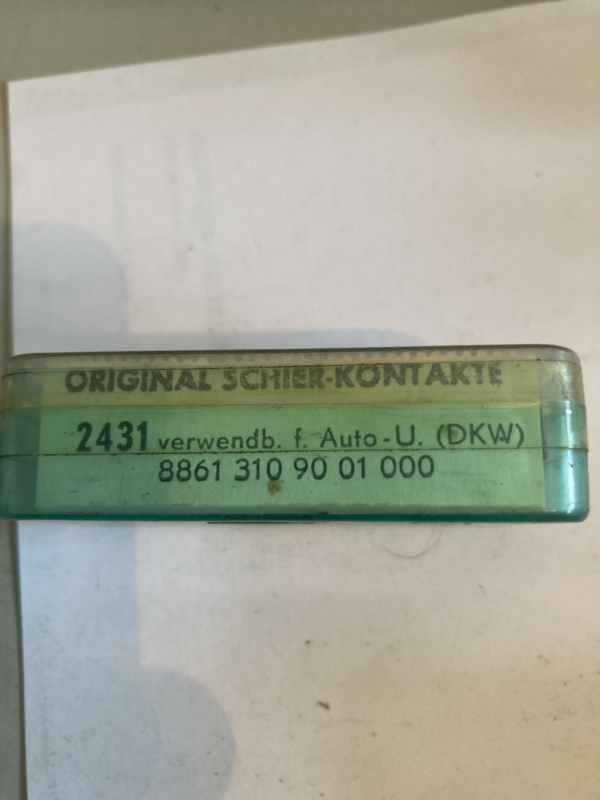 ORIGINAL SCHIER-KONTAKTE
2431 verwendb. f. Auto-U. (DKW)
8861 310 90 01 000